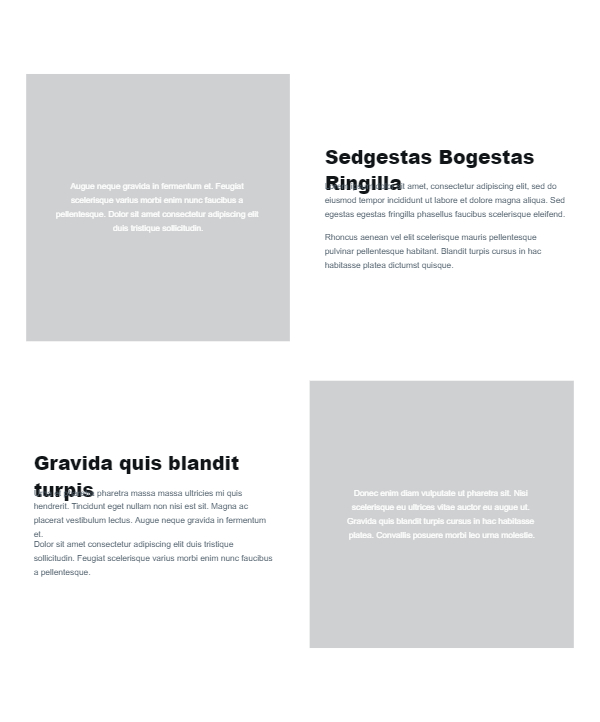 Augue neque gravida in fermentum et. Feugiat
scelerisque varius morbi enim nunc faucibus a
pellentesque. Dolor sit amet consectetur adipiscing elit
duis tristique sollicitudin.
Sedgestas Bogestas
Ringilla
sit amet, consectetur adipiscing elit, sed do
eiusmod tempor incididunt ut labore et dolore magna aliqua. Sed
egestas egestas fringilla phasellus faucibus scelerisque eleifend.
Rhoncus aenean vel elit scelerisque mauris pellentesque
pulvinar pellentesque habitant. Blandit turpis cursus in hac
habitasse platea dictumst quisque.
Gravida quis blandit
turpis
pharetra massa massa ultricies mi quis
hendrerit. Tincidunt eget nullam non nisi est sit. Magna ac
placerat vestibulum lectus. Augue neque gravida in fermentum
et.
Dolor sit amet consectetur adipiscing elit duis tristique
sollicitudin. Feugiat scelerisque varius morbi enim nunc faucibus
a pellentesque.
Donec enim diam vulputate ut pharetra sit. Nisi
scelerisque eu ultrices vitae auctor eu augue ut.
Gravida quis blandit turpis cursus in hac habitasse
platea. Convallis posuere morbi leo urna molestie.